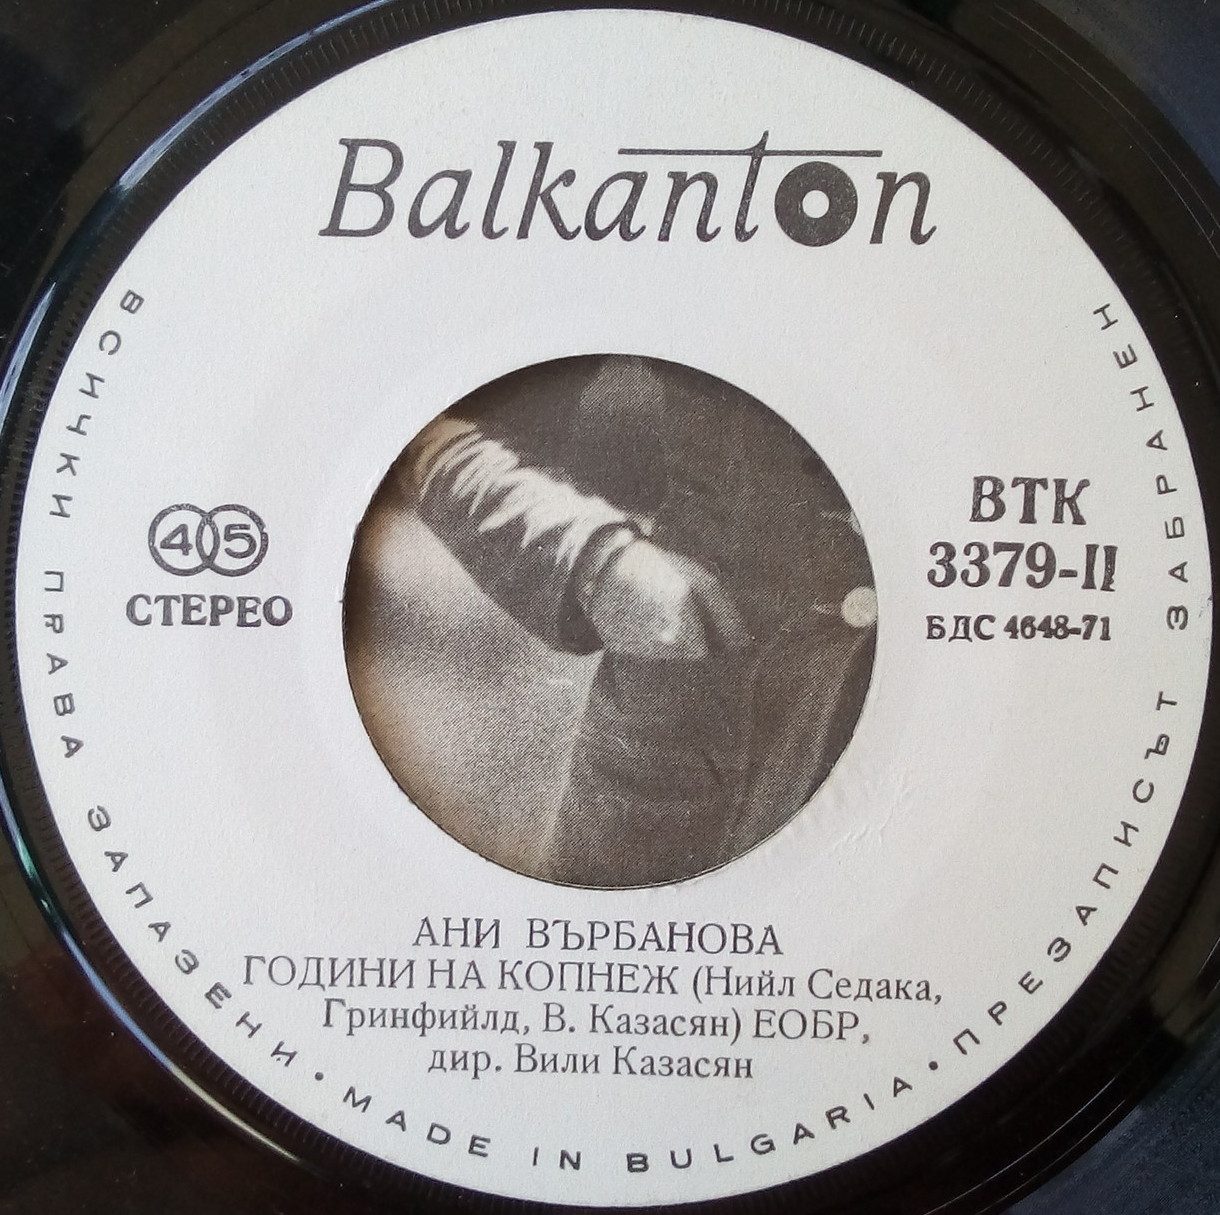 Balkanton
45
СТЕРЕО
ВТК
3379-II
БДС 4648-71
АНИ ВЪРБАНОВА
ГОДИНИ НА КОПНЕЖ (Нийл Седака,
Гринфийлд, В. Казасян) ЕОБР,
дир. Вили Казасян
ВСИЧКИ ПРАВА ЗАПАЗЕНИ • MADE IN BULGARIA • ПРЕЗАПИСЪТ ЗАБРАНЕН